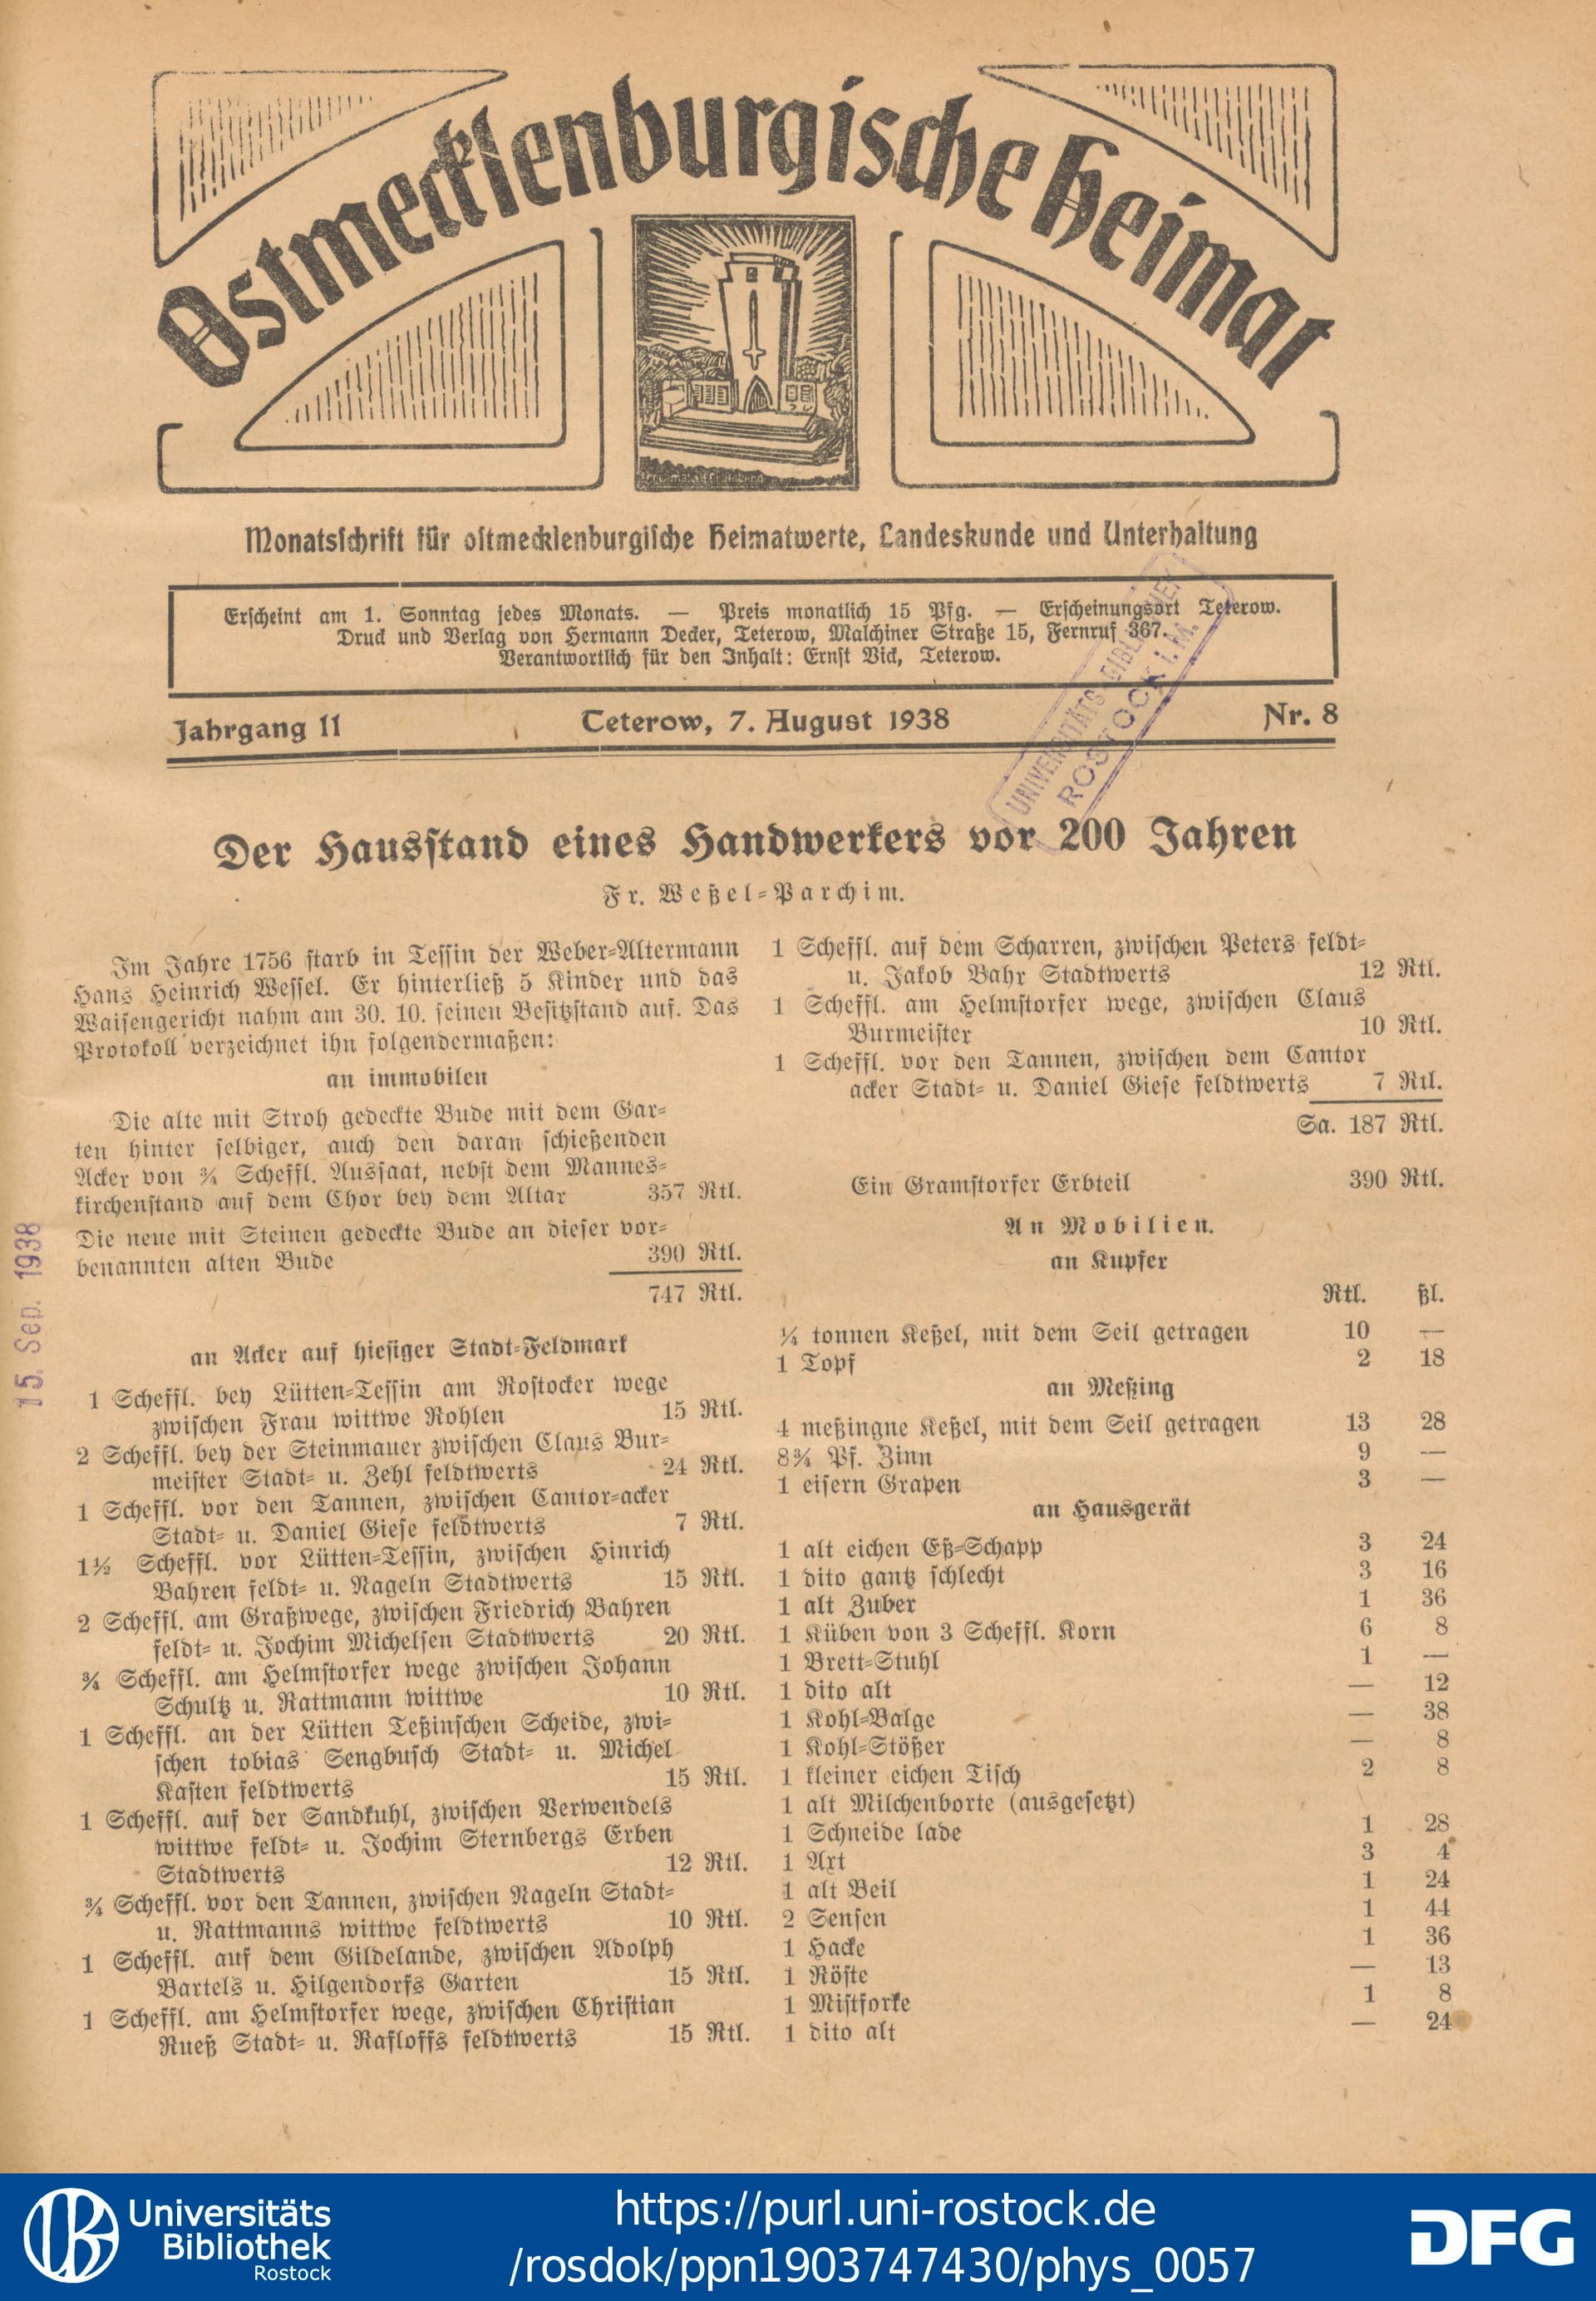 Ostmecklenburgische Heimat
Monatsschrift für ostmecklenburgische Heimatwerte, Landeskunde und Unterhaltung
Erscheint am 1. Sonntag jedes Monats. — Preis monatlich 15 Pfg. — Erscheinungsort Teterow.
Druck und Verlag von Hermann Decker, Teterow, Malchiner Straße 15, Fernruf 367.
Verantwortlich für den Inhalt: Ernst Vick, Teterow.
UNIVERSITÄTS-BIBLIOTHEK
ROSTOCK i. M.
Jahrgang 11 Teterow, 7. August 1938 Nr. 8
Der Hausstand eines Handwerkers vor 200 Jahren
Fr. Weßel-Parchim.
Im Jahre 1756 starb in Tessin der Weber-Altermann
Hans Heinrich Wessel. Er hinterließ 5 Kinder und das
Waisengericht nahm am 30. 10. seinen Besitzstand auf. Das
Protokoll verzeichnet ihn folgendermaßen:
an immobilen
Die alte mit Stroh gedeckte Bude mit dem Gar-
ten hinter selbiger, auch den daran schießenden
Acker von ¾ Scheffl. Aussaat, nebst dem Mannes-
kirchenstand auf dem Chor bey dem Altar 357 Rtl.
Die neue mit Steinen gedeckte Bude an dieser vor-
benannten alten Bude 390 Rtl.
747 Rtl.
an Acker auf hiesiger Stadt-Feldmark
1 Scheffl. bey Lütten-Tessin am Rostocker wege
zwischen Frau wittwe Rohlen 15 Rtl.
2 Scheffl. bey der Steinmauer zwischen Claus Bur-
meister Stadt- u. Zehl feldtwerts 24 Rtl.
1 Scheffl. vor den Tannen, zwischen Cantor-acker
Stadt- u. Daniel Giese feldtwerts 7 Rtl.
1½ Scheffl. vor Lütten-Tessin, zwischen Hinrich
Bahren feldt- u. Nageln Stadtwerts 15 Rtl.
2 Scheffl. am Graßwege, zwischen Friedrich Bahren
feldt- u. Jochim Michelsen Stadtwerts 20 Rtl.
¾ Scheffl. am Helmstorfer wege zwischen Johann
Schultz u. Rattmann wittwe 10 Rtl.
1 Scheffl. an der Lütten Teßinschen Scheide, zwi-
schen tobias Sengbusch Stadt- u. Michel
Kasten feldtwerts 15 Rtl.
1 Scheffl. auf der Sandkuhl, zwischen Verwendels
wittwe feldt- u. Jochim Sternbergs Erben
Stadtwerts 12 Rtl.
¾ Scheffl. vor den Tannen, zwischen Nageln Stadt-
u. Rattmanns wittwe feldtwerts 10 Rtl.
1 Scheffl. auf dem Gildelande, zwischen Adolph
Bartels u. Hilgendorfs Garten 15 Rtl.
1 Scheffl. am Helmstorfer wege, zwischen Christian
Rueß Stadt- u. Rafloffs feldtwerts 15 Rtl.
1 Scheffl. auf dem Scharren, zwischen Peters feldt-
u. Jakob Bahr Stadtwerts 12 Rtl.
1 Scheffl. am Helmstorfer wege, zwischen Claus
Burmeister 10 Rtl.
1 Scheffl. vor den Tannen, zwischen dem Cantor
acker Stadt- u. Daniel Giese feldtwerts 7 Rtl.
Sa. 187 Rtl.
Ein Gramstorfer Erbteil 390 Rtl.
An Mobilien.
an Kupfer
Rtl. ßl.
¼ tonnen Keßel, mit dem Seil getragen 10 —
1 Topf 2 18
an Meßing
4 meßingne Keßel, mit dem Seil getragen 13 28
8¾ Pf. Zinn 9 —
1 eisern Grapen 3 —
an Hausgerät
1 alt eichen Eß-Schapp 3 24
1 dito gantz schlecht 3 16
1 alt Zuber 1 36
1 Küben von 3 Scheffl. Korn 6 8
1 Brett-Stuhl 1 —
1 dito alt — 12
1 Kohl-Balge — 38
1 Kohl-Stößer — 8
1 kleiner eichen Tisch 2 8
1 alt Milchenborte (ausgesetzt)
1 Schneide lade 1 28
1 Axt 3 4
1 alt Beil 1 24
2 Sensen 1 44
1 Hacke 1 36
1 Röste — 13
1 Mistforke 1 8
1 dito alt — 24
15. Sep. 1938
Universitäts
Bibliothek
Rostock
https://purl.uni-rostock.de
/rosdok/ppn1903747430/phys_0057
DFG